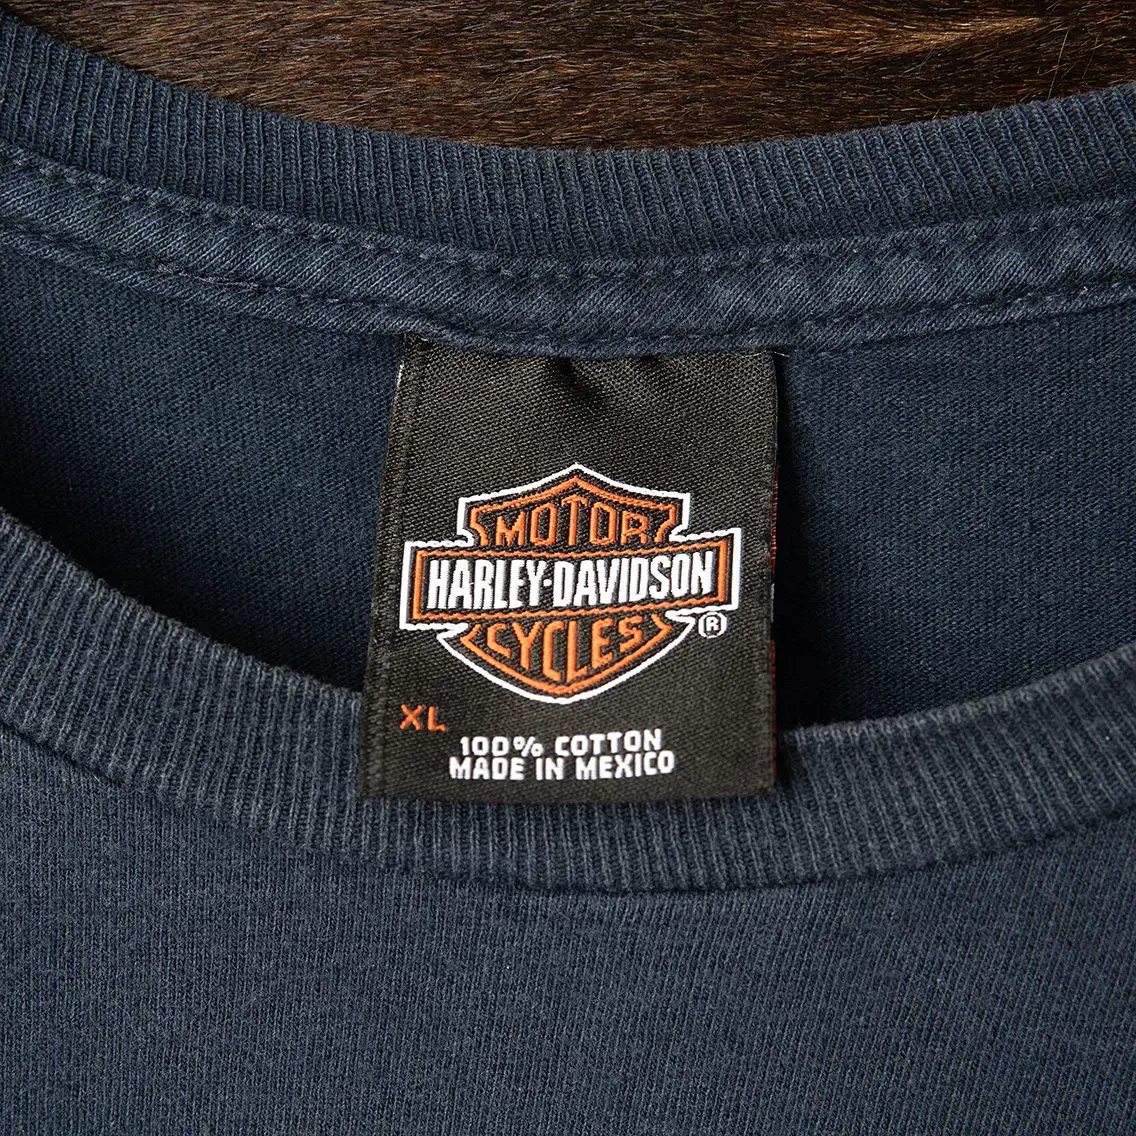 MOTOR
HARLEY-DAVIDSON
CYCLES
®
XL
100% COTTON
MADE IN MEXICO